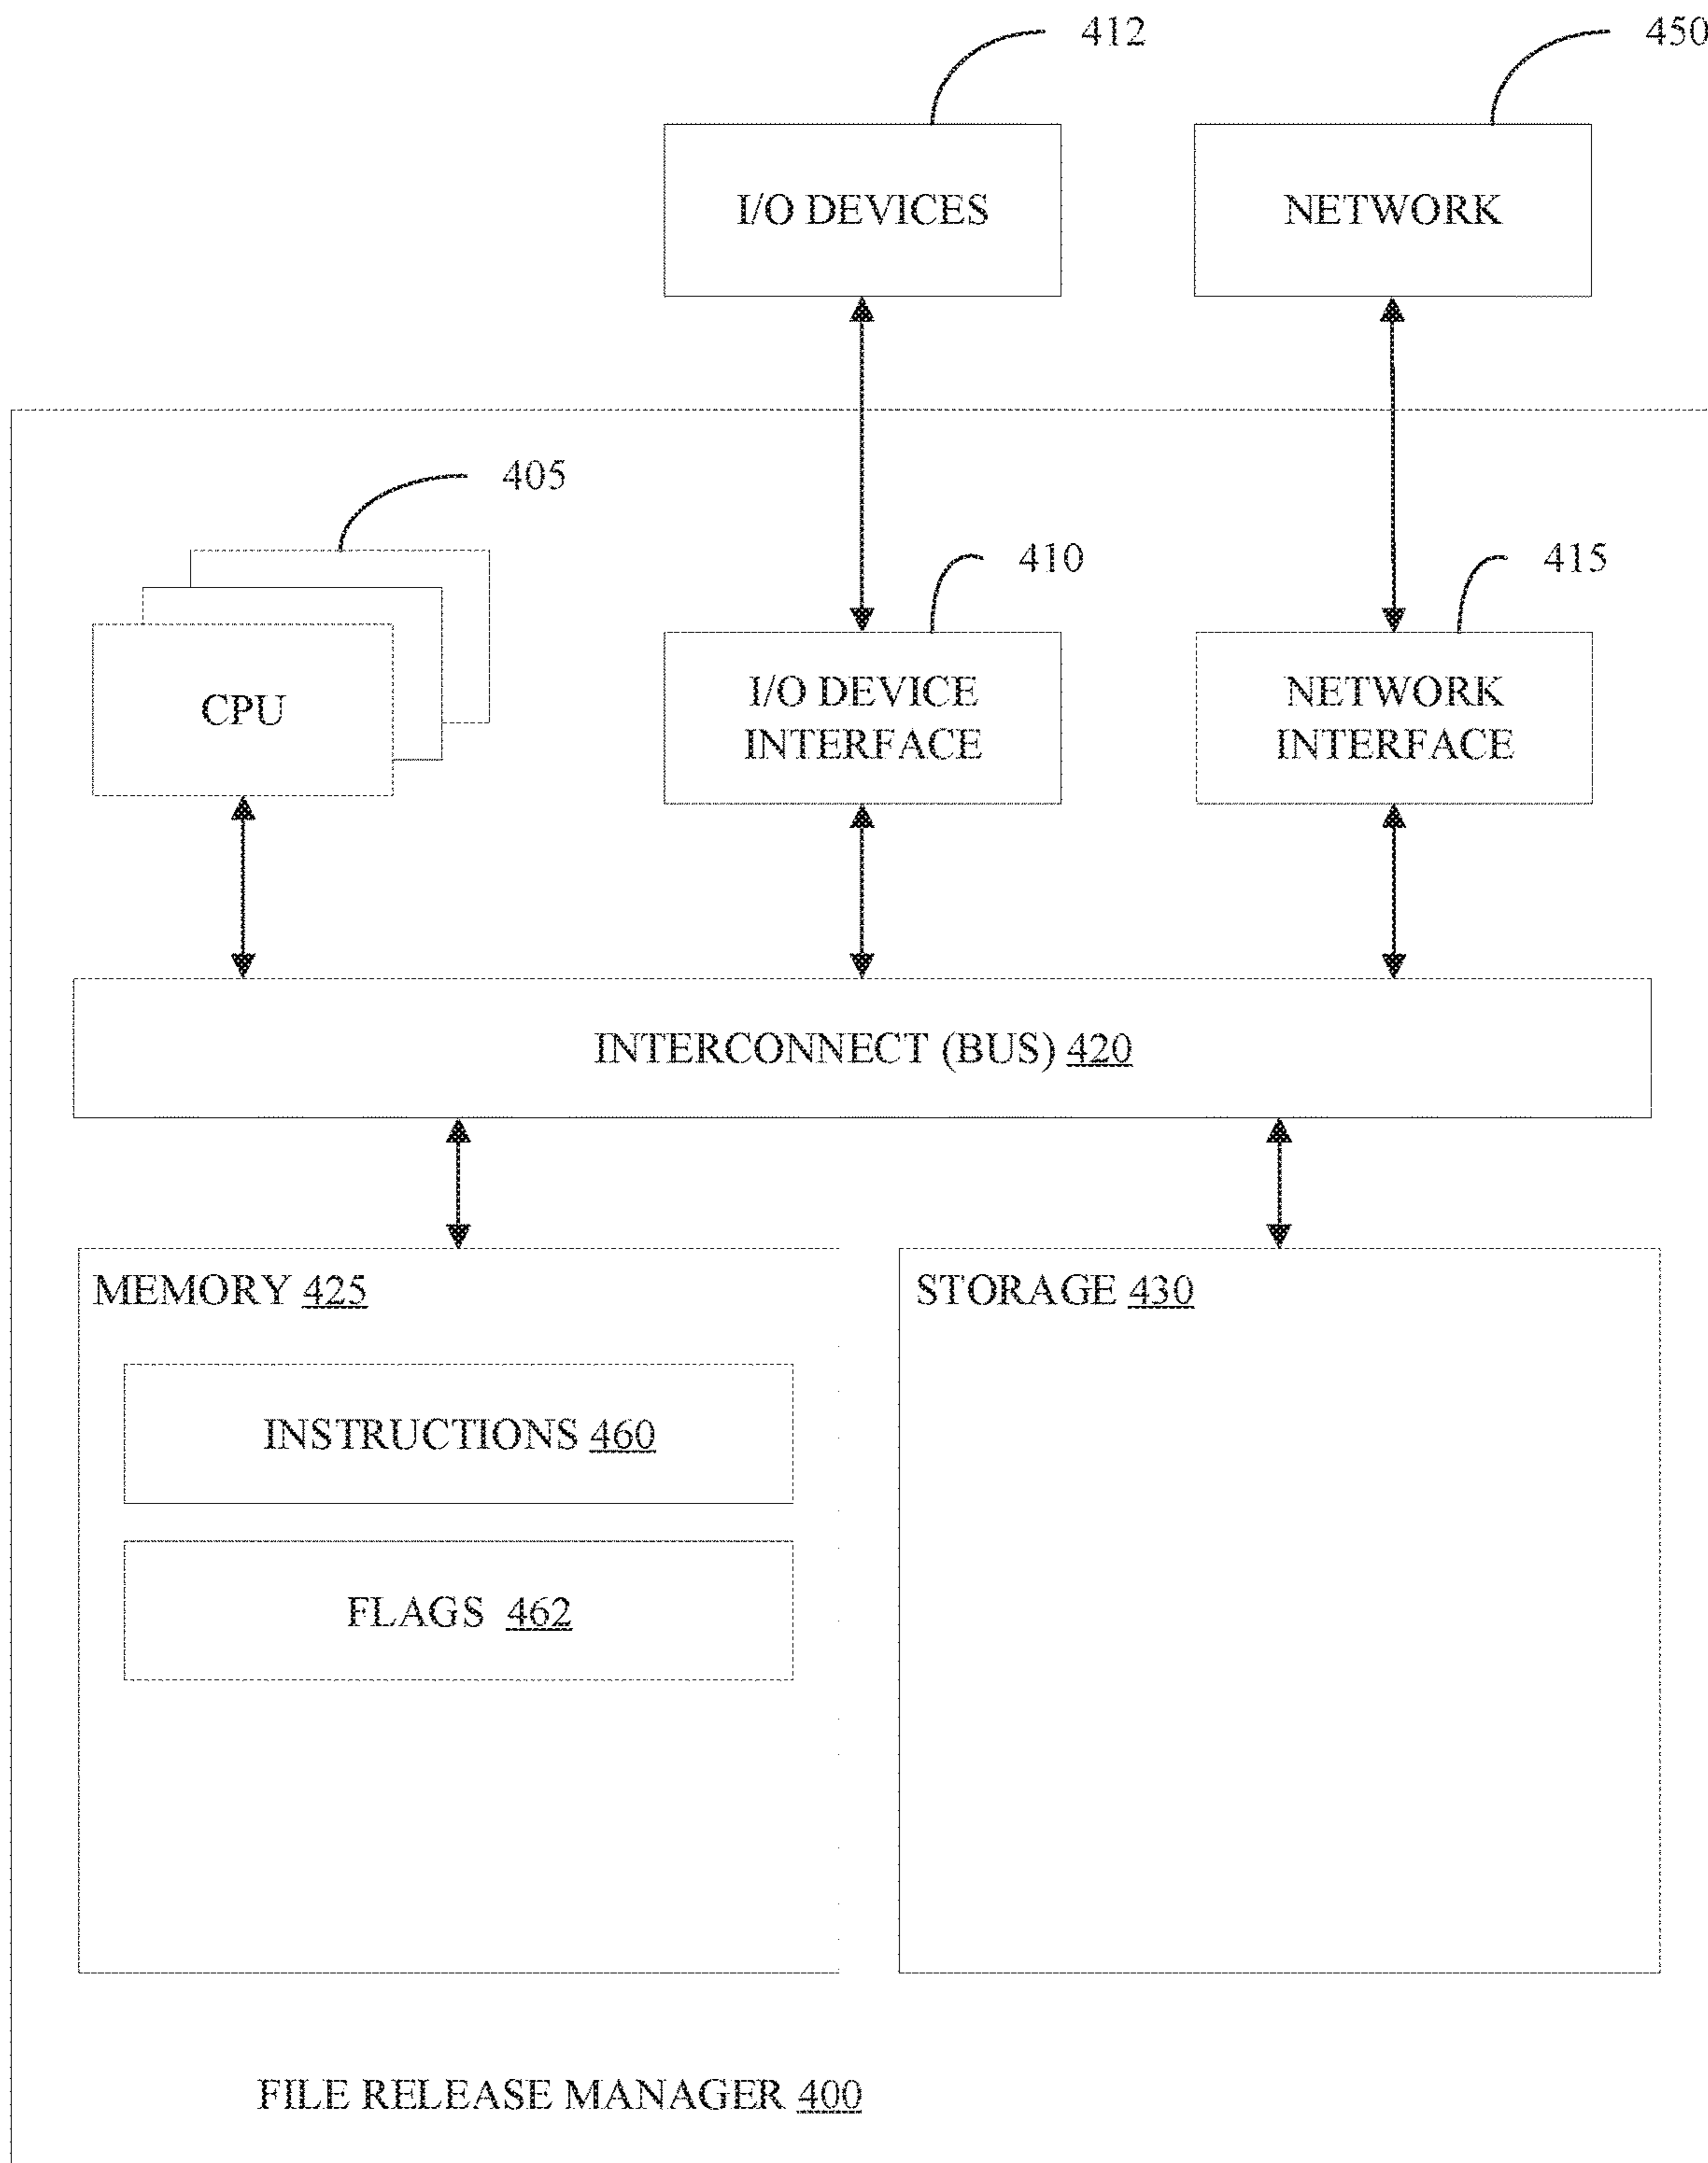 412
450
I/O DEVICES
NETWORK
405
410
415
CPU
I/O DEVICE
INTERFACE
NETWORK
INTERFACE
INTERCONNECT (BUS) 420
MEMORY 425
STORAGE 430
INSTRUCTIONS 460
FLAGS 462
FILE RELEASE MANAGER 400